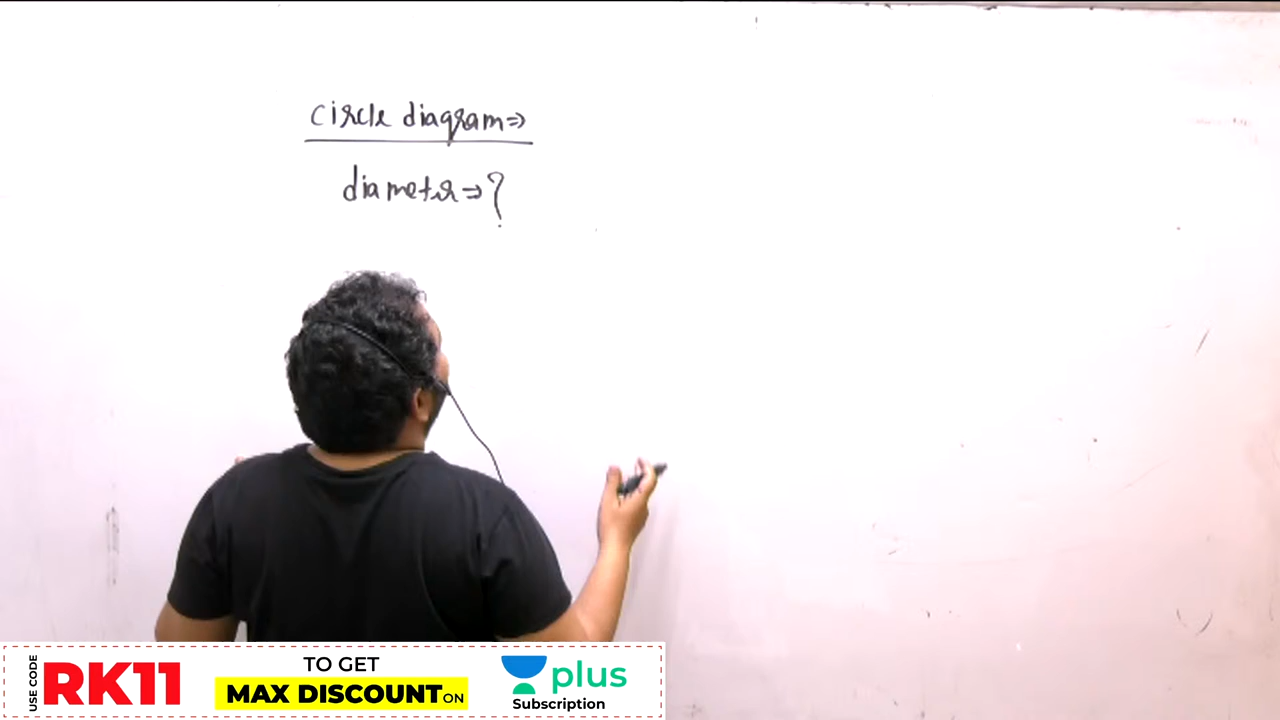 circle diagram ⇒
diameter ⇒ ?
USE CODE
RK11
TO GET
MAX DISCOUNT ON
plus
Subscription